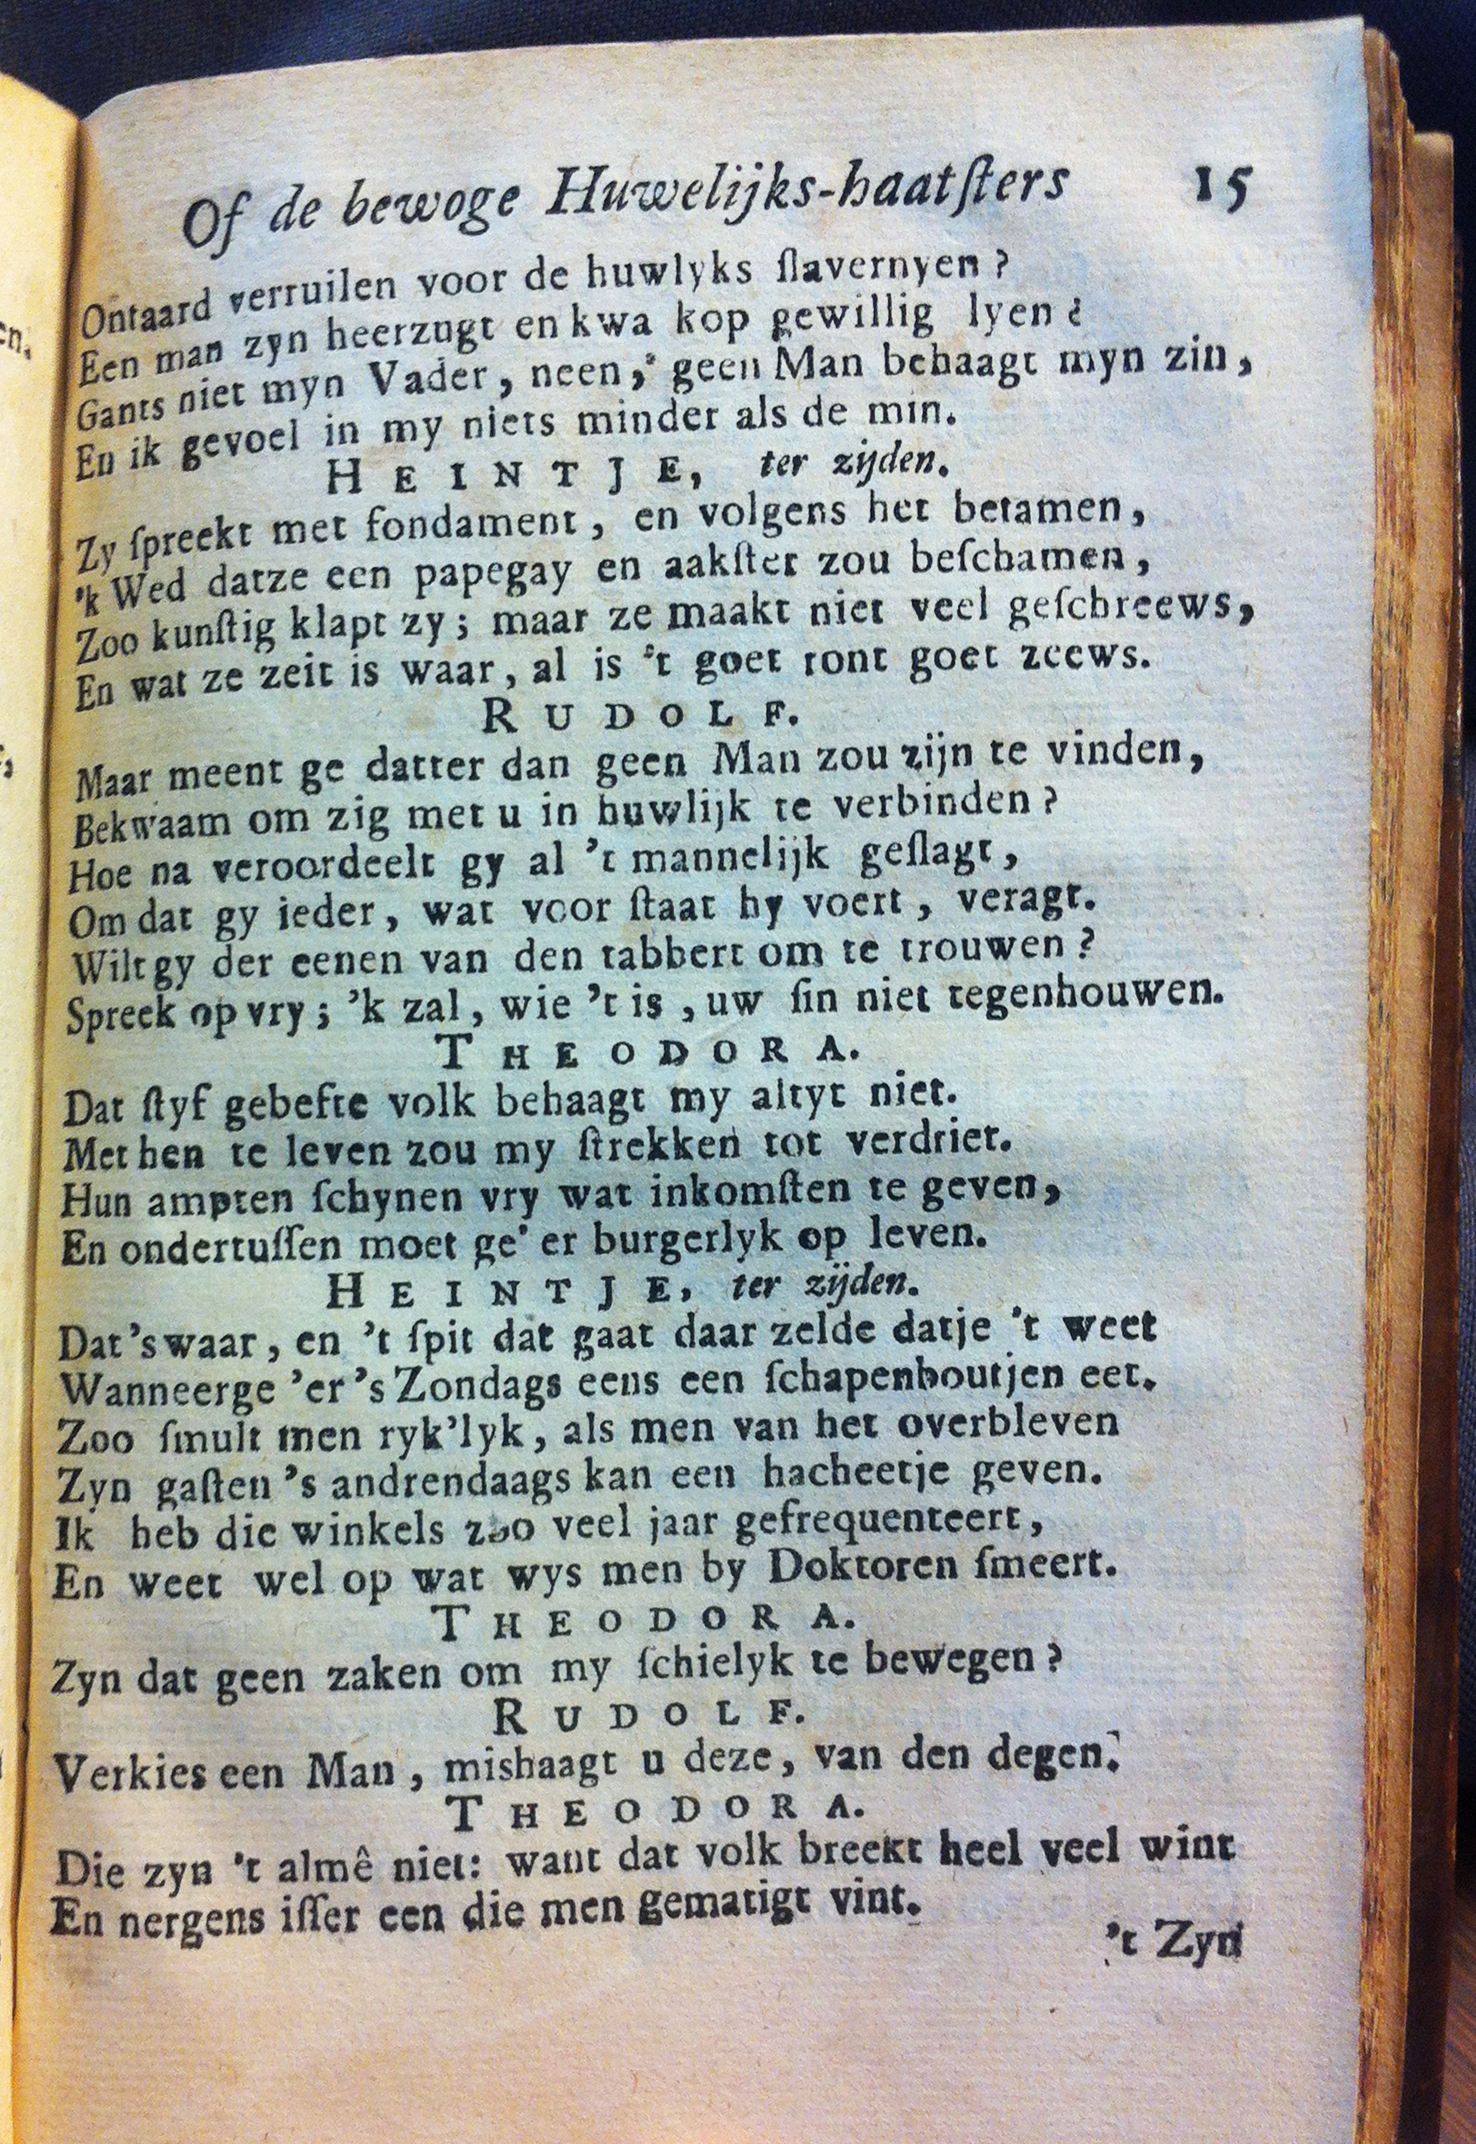 Of de bewoge Huwelijks-haatſters 15
Ontaard verruilen voor de huwlyks ſlavernyen?
Een man zyn heerzugt en kwa kop gewillig lyen?
Gants niet myn Vader, neen, geen Man behaagt myn zin,
En ik gevoel in my niets minder als de min.
HEINTJE, ter zijden.
Zy ſpreekt met fondament, en volgens het betamen,
'k Wed datze een papegay en aakſter zou beſchamen,
Zoo kunſtig klapt zy; maar ze maakt niet veel geſchreews,
En wat ze zeit is waar, al is 't goet ront goet zeews.
RUDOLF.
Maar meent ge datter dan geen Man zou zijn te vinden,
Bekwaam om zig met u in huwlijk te verbinden?
Hoe na veroordeelt gy al 't mannelijk geſlagt,
Om dat gy ieder, wat voor ſtaat hy voert, veragt.
Wilt gy der eenen van den tabbert om te trouwen?
Spreek op vry; 'k zal, wie 't is, uw ſin niet tegenhouwen.
THEODORA.
Dat ſtyf gebefte volk behaagt my altyt niet.
Met hen te leven zou my ſtrekken tot verdriet.
Hun ampten ſchynen vry wat inkomſten te geven,
En ondertuſſen moet ge' er burgerlyk op leven.
HEINTJE, ter zijden.
Dat 's waar, en 't ſpit dat gaat daar zelde datje 't weet
Wanneerge 'er 's Zondags eens een ſchapenboutjen eet.
Zoo ſmult men ryk'lyk, als men van het overbleven
Zyn gaſten 's andrendaags kan een hacheetje geven.
Ik heb die winkels zoo veel jaar gefrequenteert,
En weet wel op wat wys men by Doktoren ſmeert.
THEODORA.
Zyn dat geen zaken om my ſchielyk te bewegen?
RUDOLF.
Verkies een Man, mishaagt u deze, van den degen.
THEODORA.
Die zyn 't almê niet: want dat volk breekt heel veel wint
En nergens iſſer een die men gematigt vint.
't Zyn